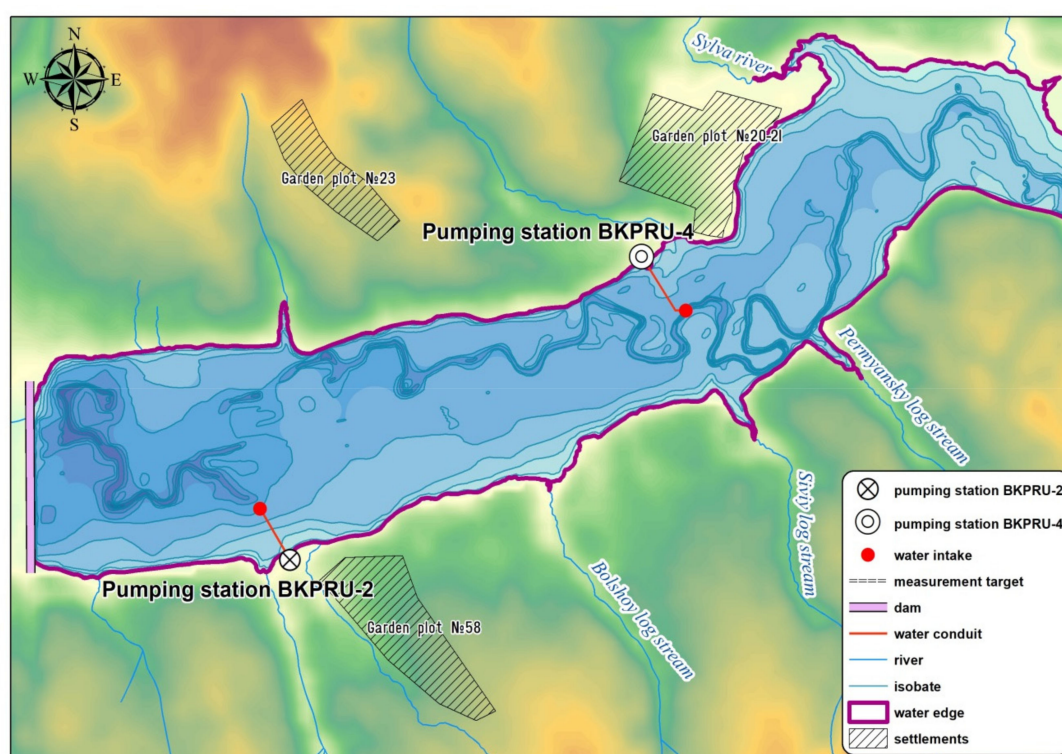 N
W E
S
Sylva river
Garden plot №20-21
Garden plot №23
Pumping station BKPRU-4
Permyansky log stream
Siviy log stream
Bolshoy log stream
Pumping station BKPRU-2
Garden plot №58
pumping station BKPRU-2
pumping station BKPRU-4
water intake
measurement target
dam
water conduit
river
isobate
water edge
settlements